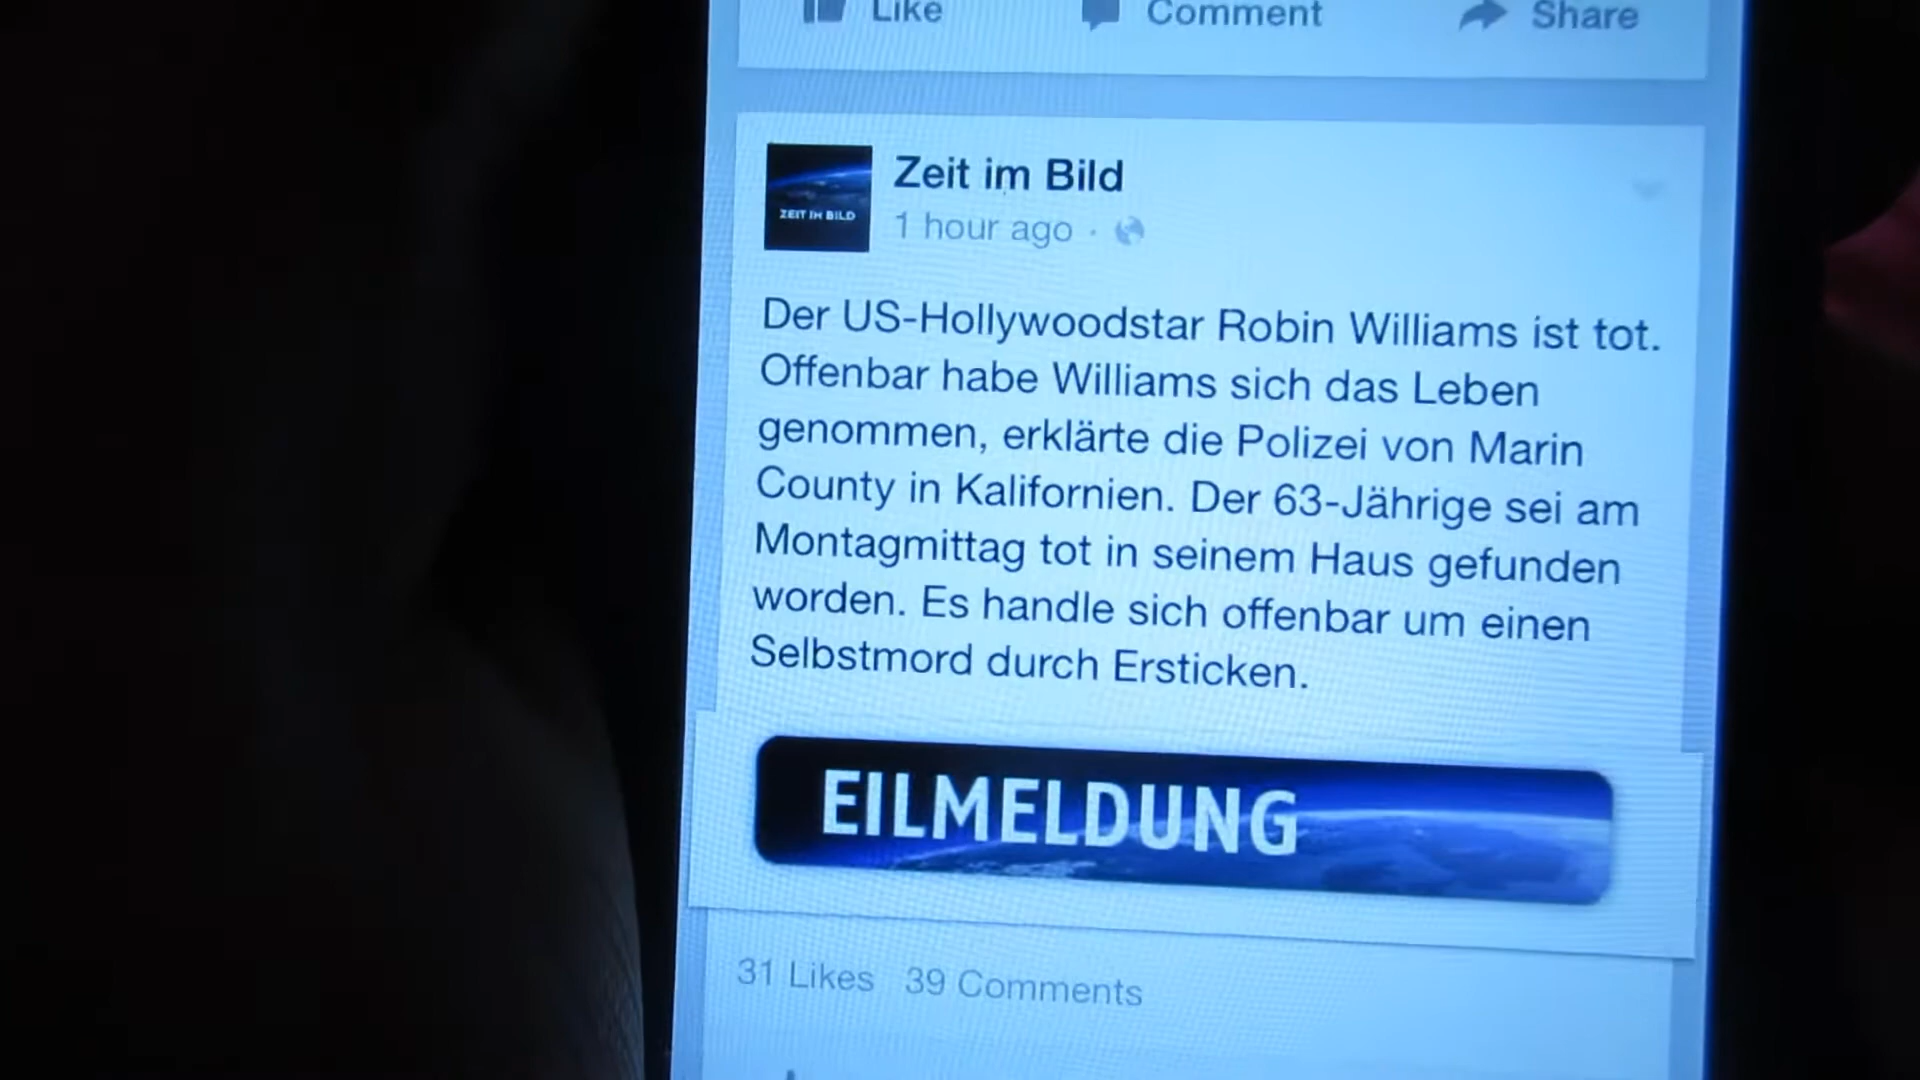 Like Comment Share
ZEIT IM BILD
Zeit im Bild
1 hour ago ·
Der US-Hollywoodstar Robin Williams ist tot.
Offenbar habe Williams sich das Leben
genommen, erklärte die Polizei von Marin
County in Kalifornien. Der 63-Jährige sei am
Montagmittag tot in seinem Haus gefunden
worden. Es handle sich offenbar um einen
Selbstmord durch Ersticken.
EILMELDUNG
31 Likes 39 Comments